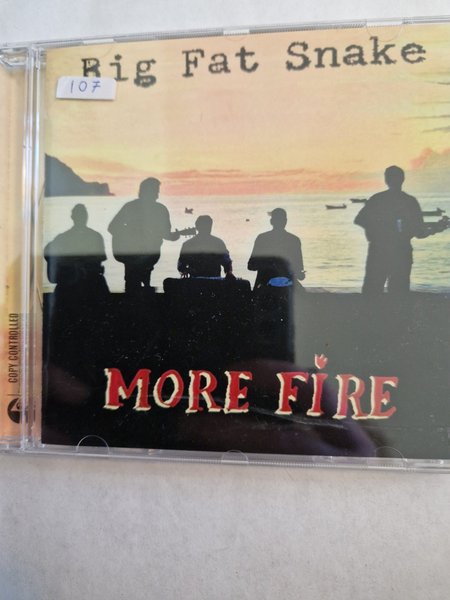 Big Fat Snake
107
MORE FIRE
COPY CONTROLLED